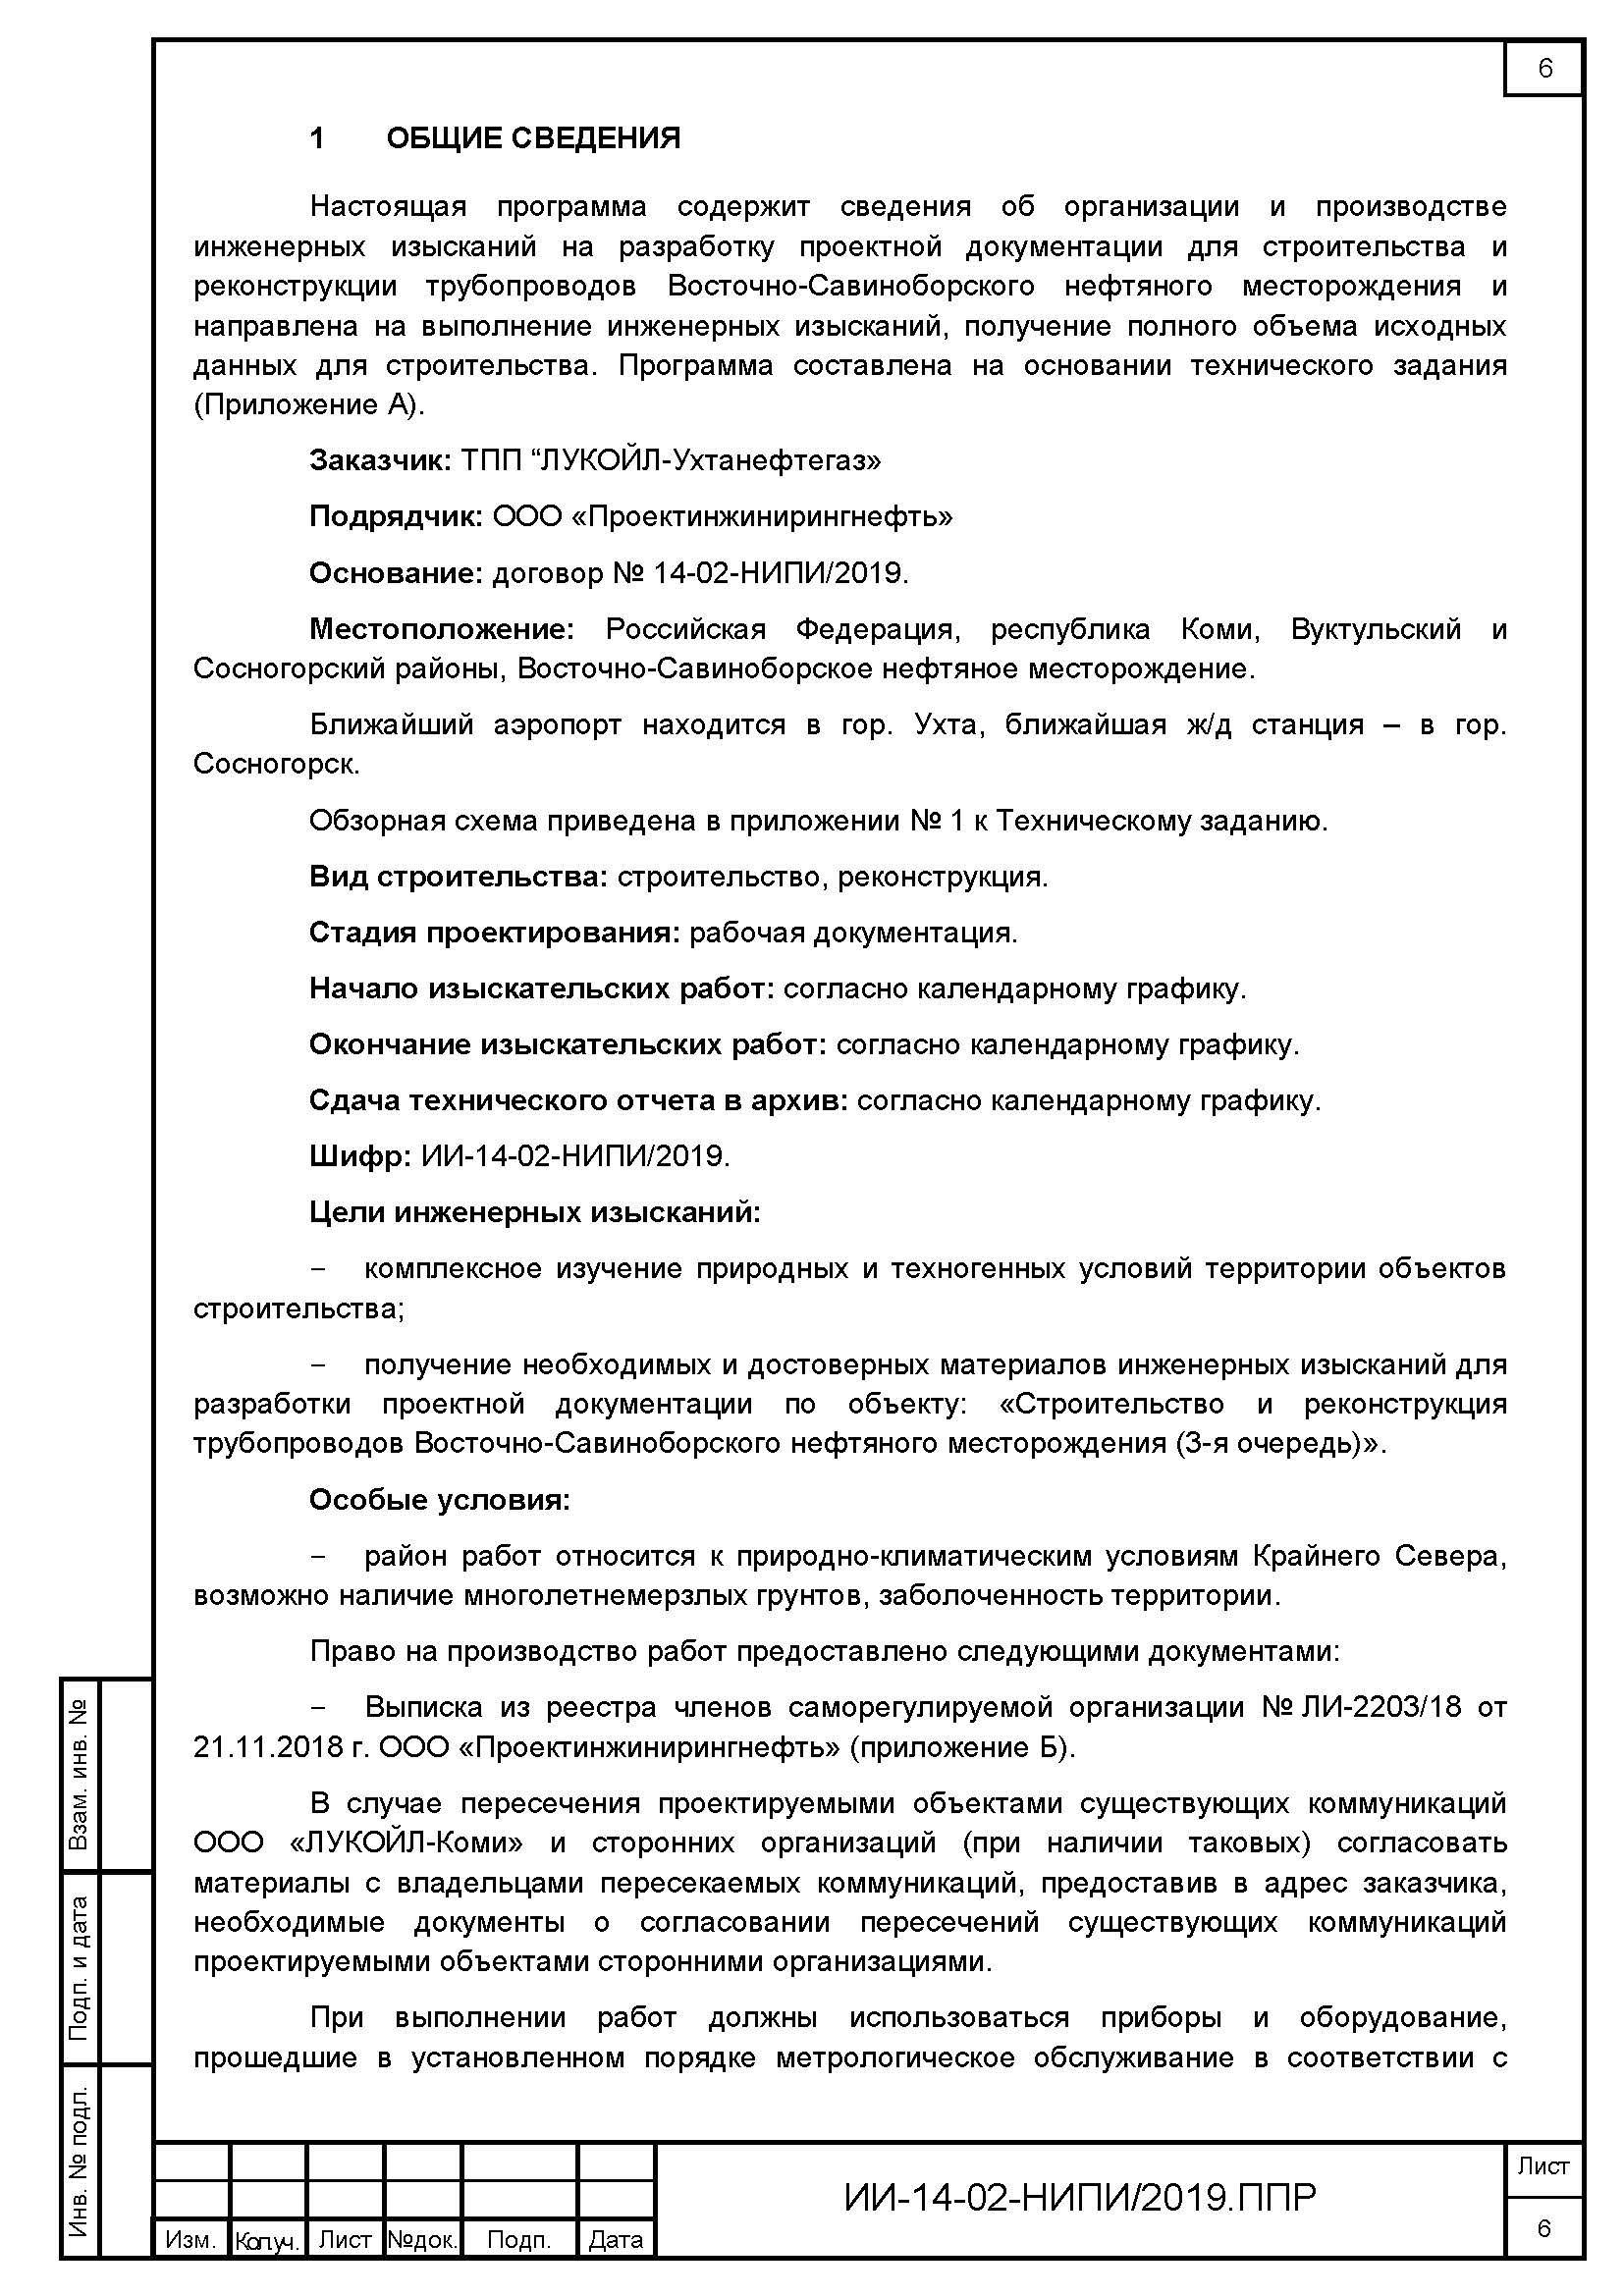 6
1 ОБЩИЕ СВЕДЕНИЯ
Настоящая программа содержит сведения об организации и производстве
инженерных изысканий на разработку проектной документации для строительства и
реконструкции трубопроводов Восточно-Савиноборского нефтяного месторождения и
направлена на выполнение инженерных изысканий, получение полного объема исходных
данных для строительства. Программа составлена на основании технического задания
(Приложение А).
Заказчик: ТПП “ЛУКОЙЛ-Ухтанефтегаз»
Подрядчик: ООО «Проектинжинирингнефть»
Основание: договор № 14-02-НИПИ/2019.
Местоположение: Российская Федерация, республика Коми, Вуктульский и
Сосногорский районы, Восточно-Савиноборское нефтяное месторождение.
Ближайший аэропорт находится в гор. Ухта, ближайшая ж/д станция – в гор.
Сосногорск.
Обзорная схема приведена в приложении № 1 к Техническому заданию.
Вид строительства: строительство, реконструкция.
Стадия проектирования: рабочая документация.
Начало изыскательских работ: согласно календарному графику.
Окончание изыскательских работ: согласно календарному графику.
Сдача технического отчета в архив: согласно календарному графику.
Шифр: ИИ-14-02-НИПИ/2019.
Цели инженерных изысканий:
– комплексное изучение природных и техногенных условий территории объектов
строительства;
– получение необходимых и достоверных материалов инженерных изысканий для
разработки проектной документации по объекту: «Строительство и реконструкция
трубопроводов Восточно-Савиноборского нефтяного месторождения (3-я очередь)».
Особые условия:
– район работ относится к природно-климатическим условиям Крайнего Севера,
возможно наличие многолетнемерзлых грунтов, заболоченность территории.
Право на производство работ предоставлено следующими документами:
– Выписка из реестра членов саморегулируемой организации № ЛИ-2203/18 от
21.11.2018 г. ООО «Проектинжинирингнефть» (приложение Б).
В случае пересечения проектируемыми объектами существующих коммуникаций
ООО «ЛУКОЙЛ-Коми» и сторонних организаций (при наличии таковых) согласовать
материалы с владельцами пересекаемых коммуникаций, предоставив в адрес заказчика,
необходимые документы о согласовании пересечений существующих коммуникаций
проектируемыми объектами сторонними организациями.
При выполнении работ должны использоваться приборы и оборудование,
прошедшие в установленном порядке метрологическое обслуживание в соответствии с
Взам. инв. №
Подп. и дата
Инв. № подл.
Изм. Кол.уч. Лист №док. Подп. Дата
ИИ-14-02-НИПИ/2019.ППР
Лист
6